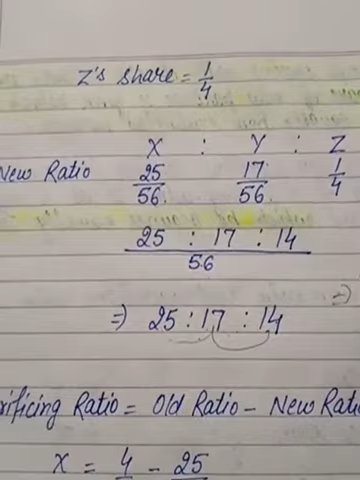 Z's share = 1/4
X : Y : Z
New Ratio 25/56 17/56 1/4
25 : 17 : 14
56
=> 25 : 17 : 14
=>
rificing Ratio = Old Ratio - New Rati
X = 4 - 25